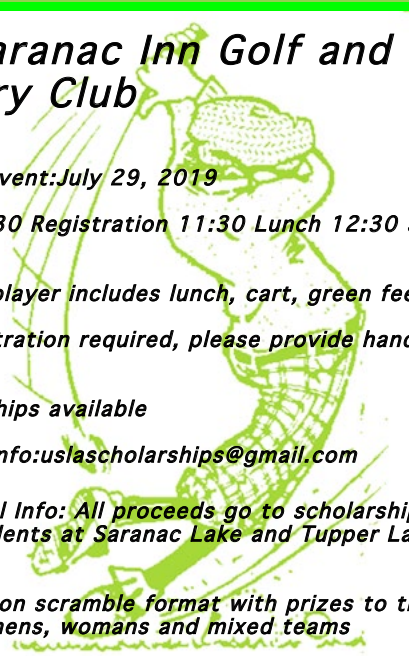 aranac Inn Golf and
ry Club
vent:July 29, 2019
30 Registration 11:30 Lunch 12:30
player includes lunch, cart, green fee
tration required, please provide hand
hips available
nfo:uslascholarships@gmail.com
l Info: All proceeds go to scholarship
dents at Saranac Lake and Tupper La
on scramble format with prizes to th
mens, womans and mixed teams